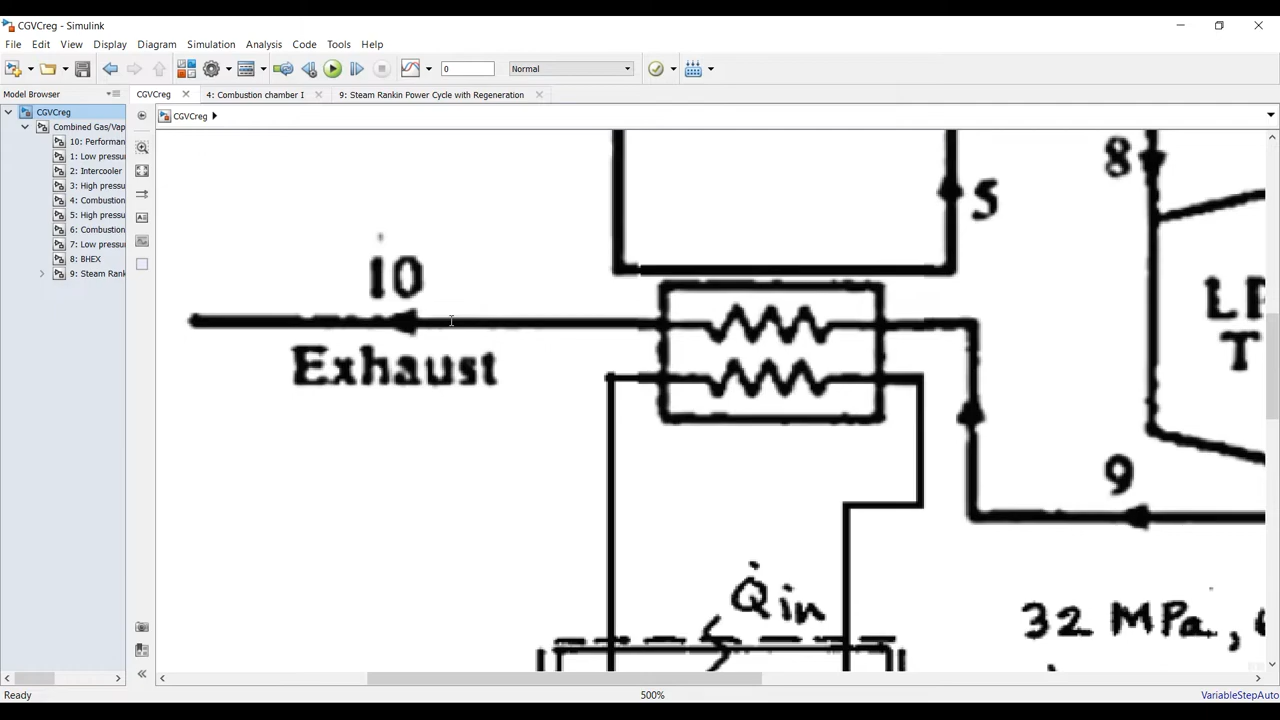 CGVCreg - Simulink
File Edit View Display Diagram Simulation Analysis Code Tools Help
0 Normal
Model Browser
CGVCreg 4: Combustion chamber I 9: Steam Rankin Power Cycle with Regeneration
CGVCreg
CGVCreg
Combined Gas/Vap
10: Performan
1: Low pressu
2: Intercooler
3: High pressu
4: Combustion
5: High pressu
6: Combustion
7: Low pressu
8: BHEX
9: Steam Rank
8
5
10
Exhaust
LP
T
9
Qin
32 MPa,
Ready 500% VariableStepAuto